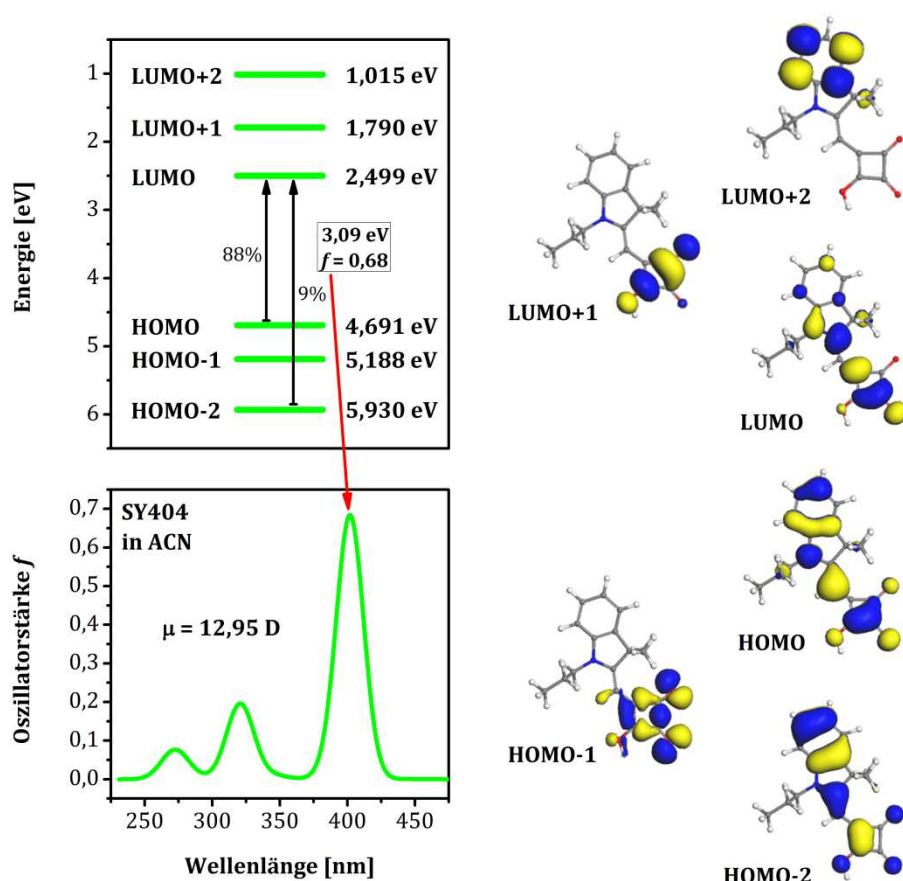 1
2
3
4
5
6
Energie [eV]
LUMO+2 1,015 eV
LUMO+1 1,790 eV
LUMO 2,499 eV
88%
9%
3,09 eV
f = 0,68
HOMO 4,691 eV
HOMO-1 5,188 eV
HOMO-2 5,930 eV
0,7
0,6
0,5
0,4
0,3
0,2
0,1
0,0
Oszillatorstärke f
SY404
in ACN
μ = 12,95 D
250 300 350 400 450
Wellenlänge [nm]
LUMO+2
LUMO+1
LUMO
HOMO
HOMO-1
HOMO-2